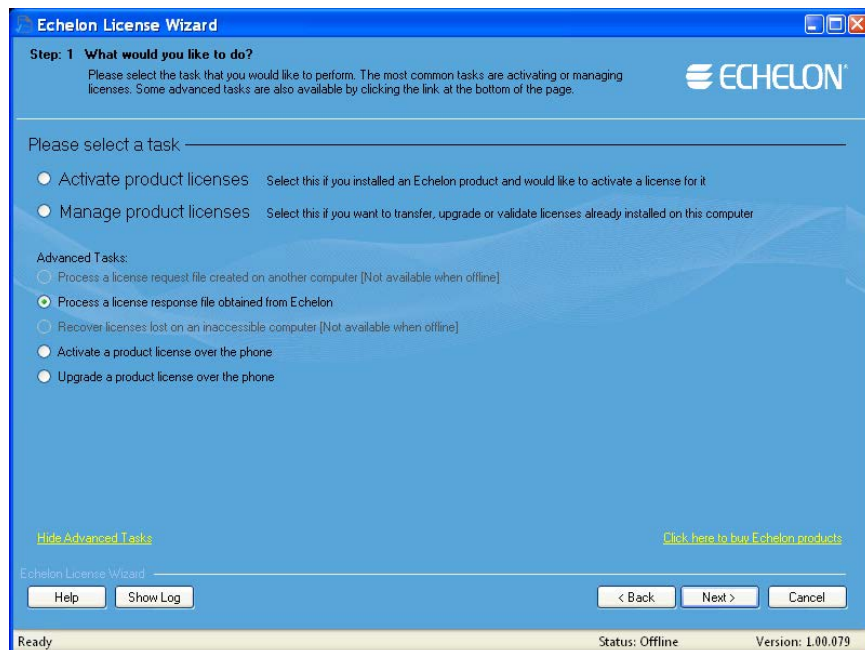 Echelon License Wizard
Step: 1 What would you like to do?
Please select the task that you would like to perform. The most common tasks are activating or managing
licenses. Some advanced tasks are also available by clicking the link at the bottom of the page.
ECHELON
Please select a task
Activate product licenses Select this if you installed an Echelon product and would like to activate a license for it
Manage product licenses Select this if you want to transfer, upgrade or validate licenses already installed on this computer
Advanced Tasks:
Process a license request file created on another computer [Not available when offline]
Process a license response file obtained from Echelon
Recover licenses lost on an inaccessible computer [Not available when offline]
Activate a product license over the phone
Upgrade a product license over the phone
Hide Advanced Tasks Click here to buy Echelon products
Echelon License Wizard
Help Show Log < Back Next > Cancel
Ready Status: Offline Version: 1.00.079